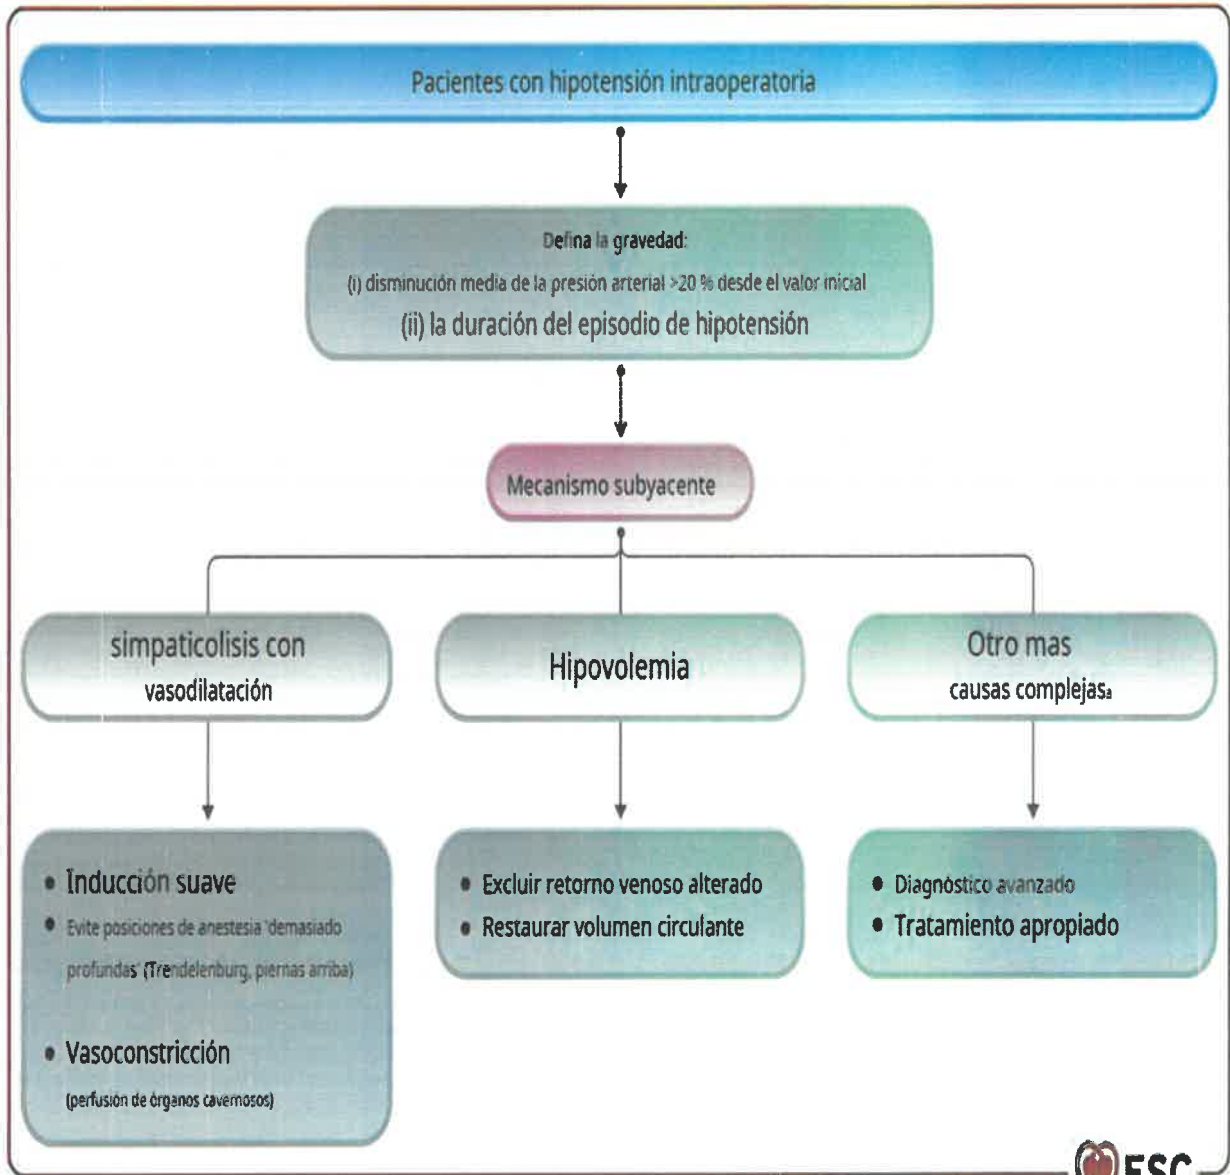 Pacientes con hipotensión intraoperatoria
Defina la gravedad:
(i) disminución media de la presión arterial >20 % desde el valor inicial
(ii) la duración del episodio de hipotensión
Mecanismo subyacente
simpaticolisis con
vasodilatación
Hipovolemia
Otro mas
causas complejasa
• Inducción suave
• Evite posiciones de anestesia 'demasiado
profundas' (Trendelenburg, piernas arriba)
• Vasoconstricción
(perfusión de órganos cavernosos)
• Excluir retorno venoso alterado
• Restaurar volumen circulante
• Diagnóstico avanzado
• Tratamiento apropiado
ESC